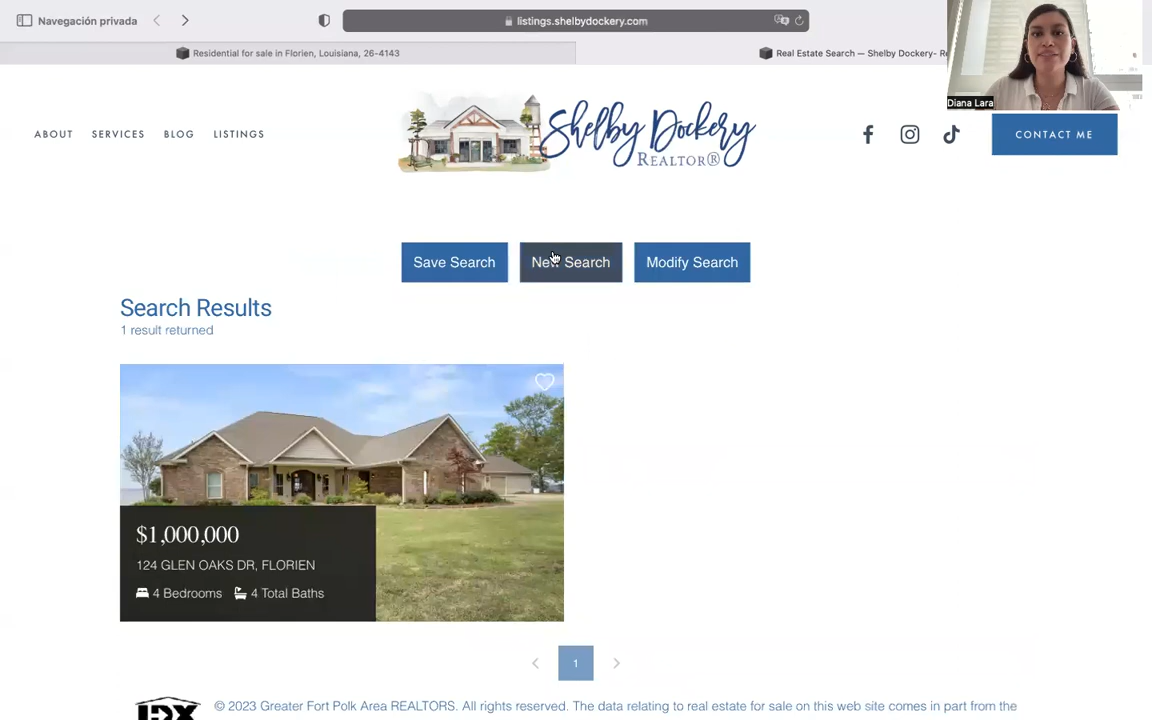 Navegación privada
listings.shelbydockery.com
Residential for sale in Florien, Louisiana, 26-4143
Real Estate Search — Shelby Dockery- Re
Diana Lara
ABOUT SERVICES BLOG LISTINGS
Shelby Dockery
REALTOR®
CONTACT ME
Save Search New Search Modify Search
Search Results
1 result returned
$1,000,000
124 GLEN OAKS DR, FLORIEN
4 Bedrooms 4 Total Baths
1
IDX
© 2023 Greater Fort Polk Area REALTORS. All rights reserved. The data relating to real estate for sale on this web site comes in part from the